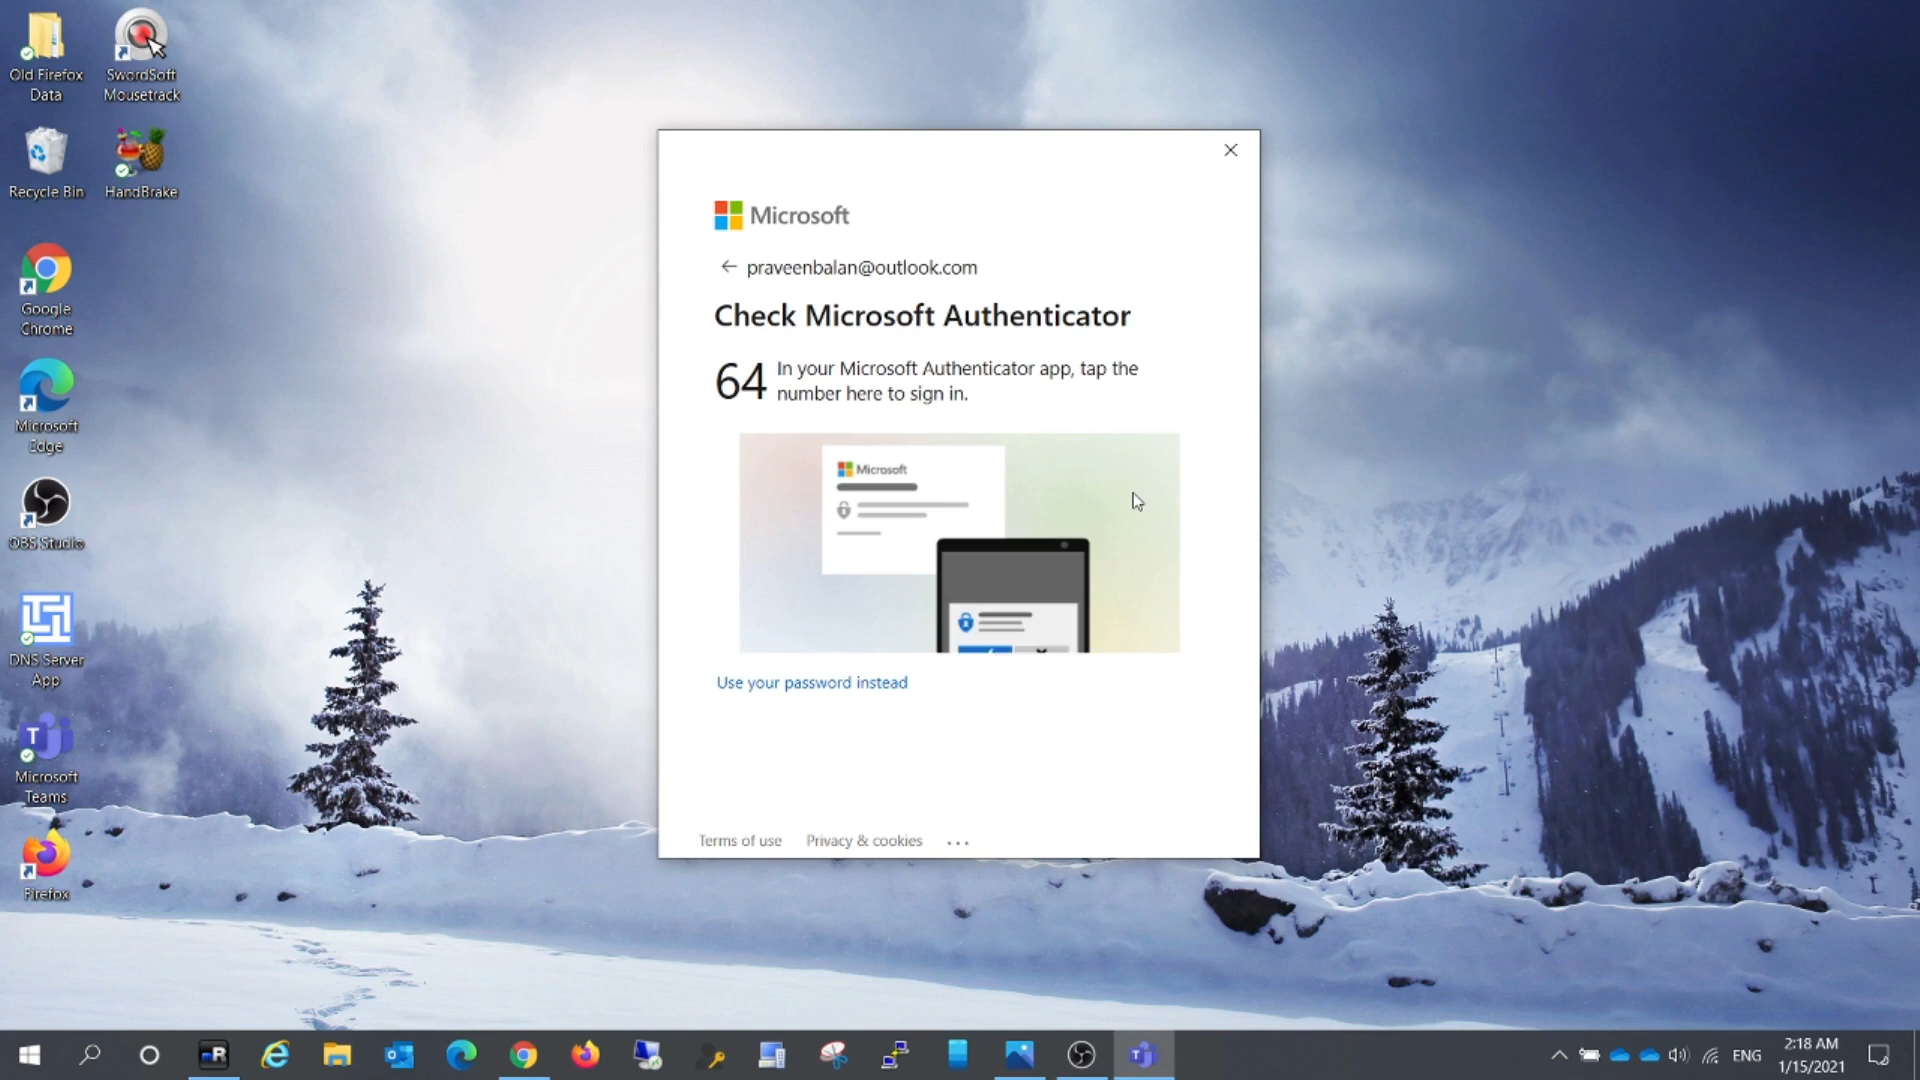 Old Firefox
Data
SwordSoft
Mousetrack
Recycle Bin
HandBrake
Google
Chrome
Microsoft
Edge
OBS Studio
DNS Server
App
Microsoft
Teams
Firefox
Microsoft
praveenbalan@outlook.com
Check Microsoft Authenticator
64
In your Microsoft Authenticator app, tap the
number here to sign in.
Microsoft
Use your password instead
Terms of use
Privacy & cookies
...
ENG
2:18 AM
1/15/2021